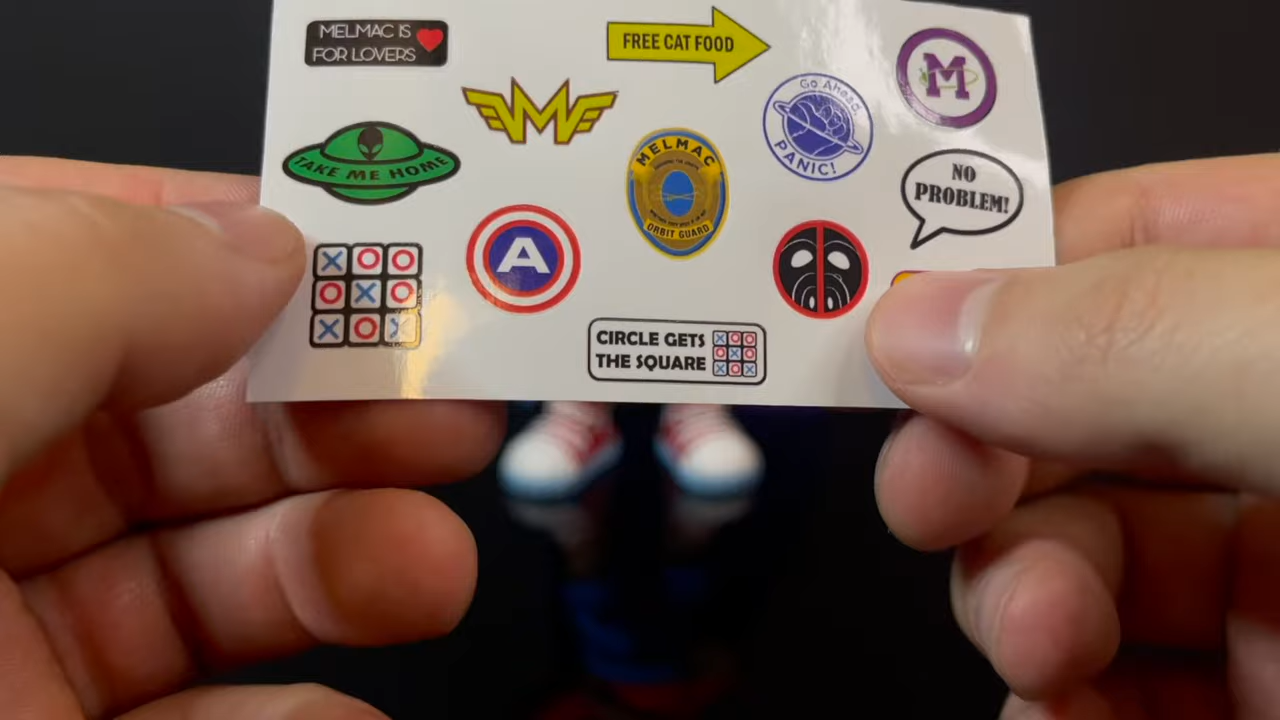 MELMAC IS
FOR LOVERS
FREE CAT FOOD
M
M
Go Ahead,
PANIC!
TAKE ME HOME
MELMAC
ORBIT GUARD
NO
PROBLEM!
X O O
O X O
X O X
A
CIRCLE GETS
THE SQUARE
X O O
O X O
X O X